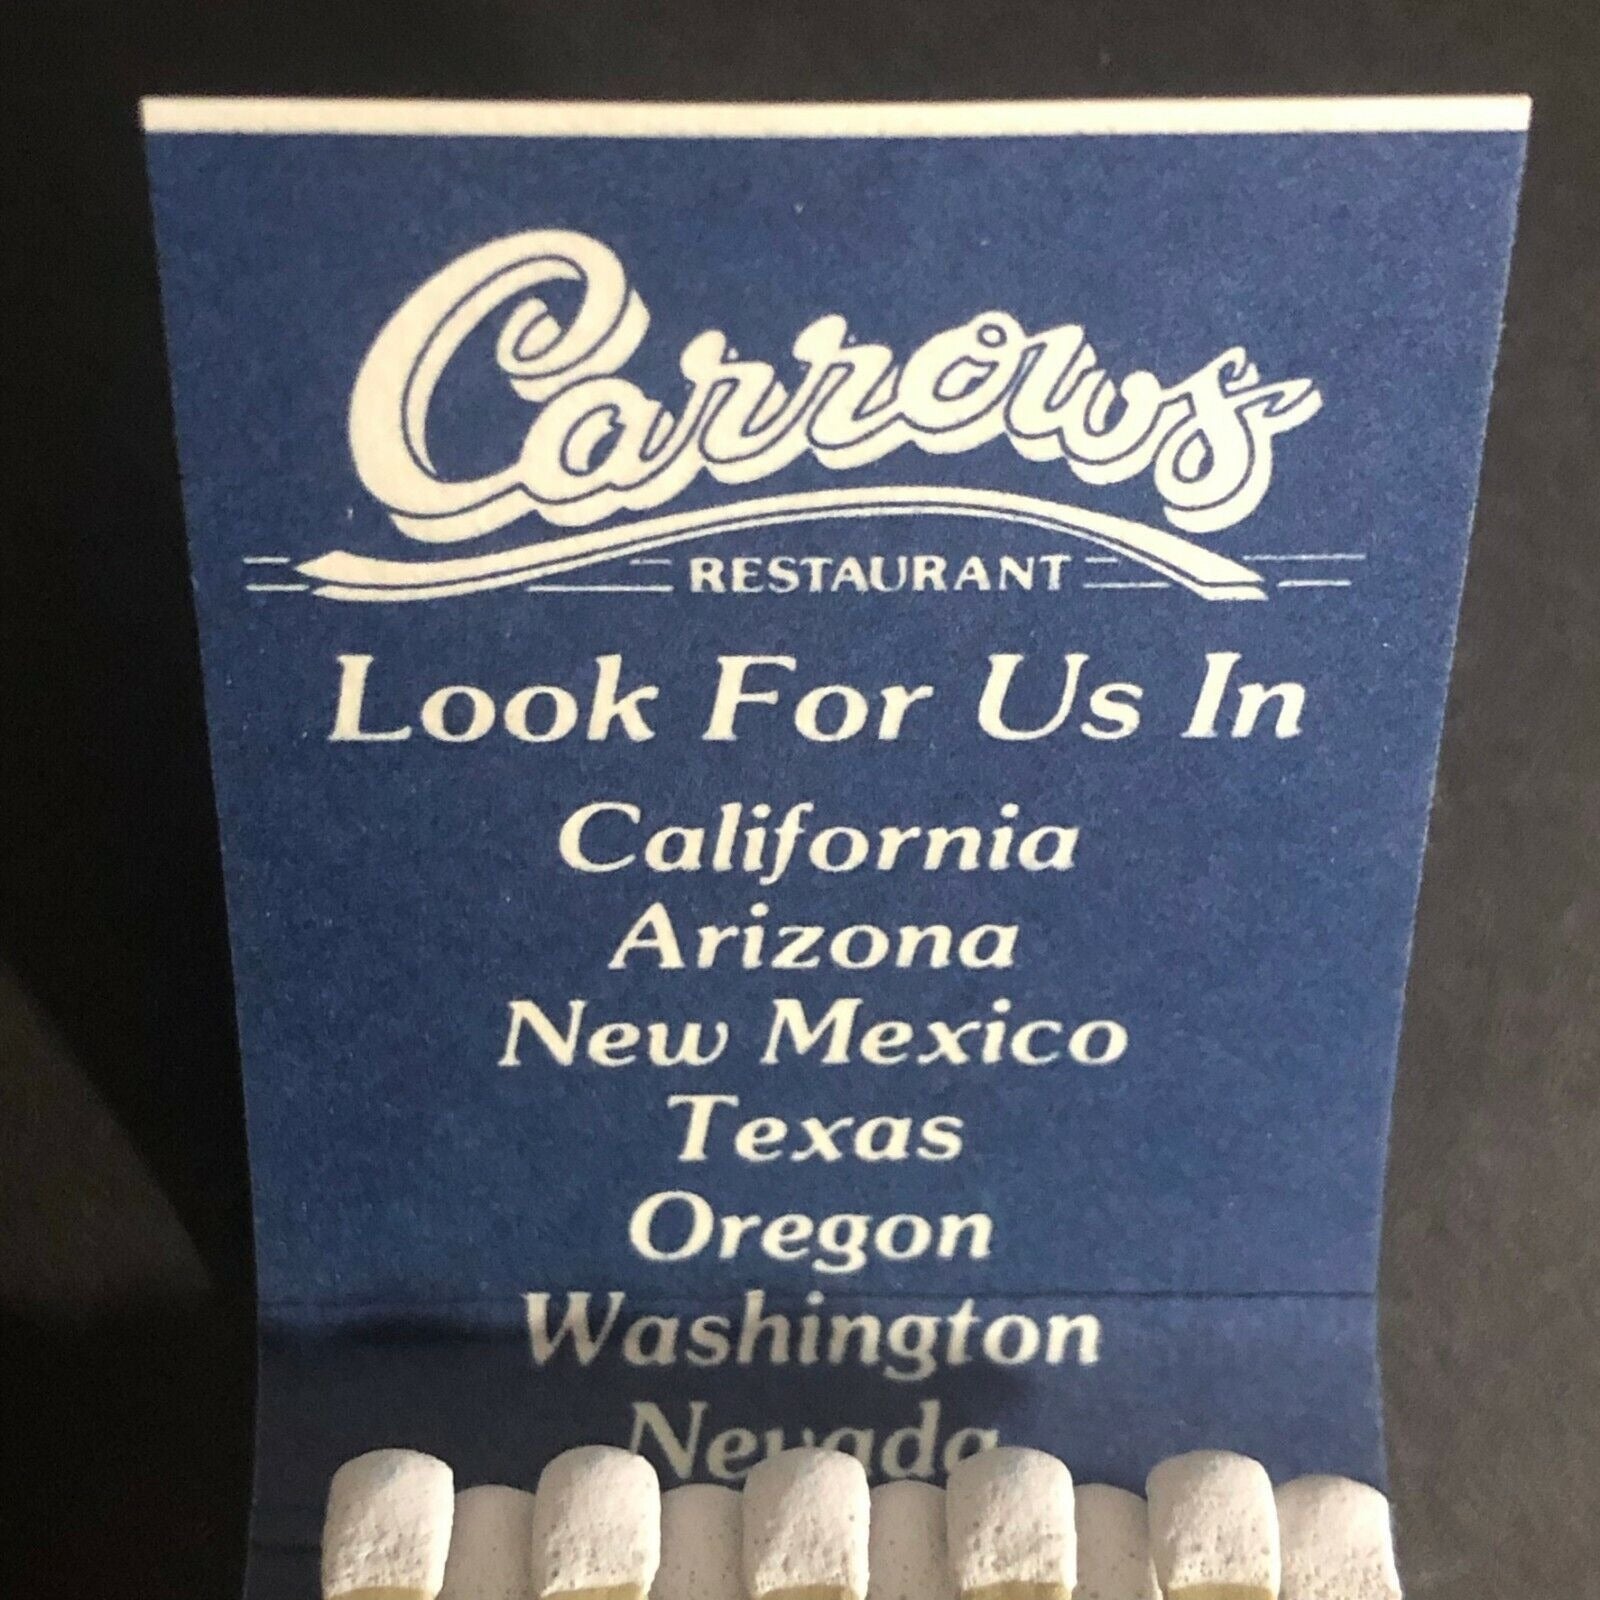 Carrows
RESTAURANT
Look For Us In
California
Arizona
New Mexico
Texas
Oregon
Washington
Nevada